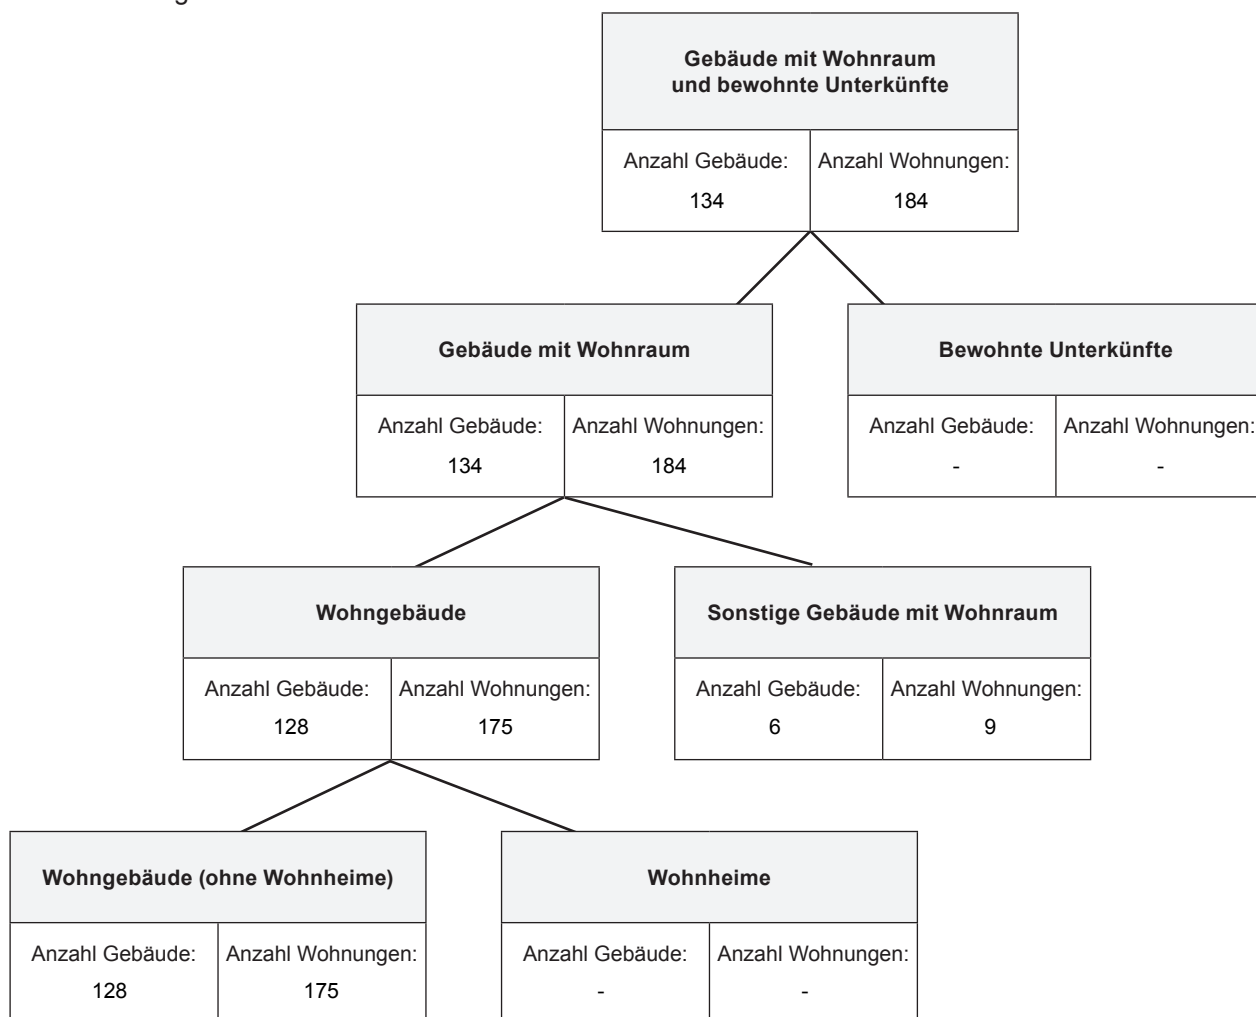 Gebäude mit Wohnraum
und bewohnte Unterkünfte
Anzahl Gebäude: Anzahl Wohnungen:
134 184
Gebäude mit Wohnraum Bewohnte Unterkünfte
Anzahl Gebäude: Anzahl Wohnungen: Anzahl Gebäude: Anzahl Wohnungen:
134 184 - -
Wohngebäude Sonstige Gebäude mit Wohnraum
Anzahl Gebäude: Anzahl Wohnungen: Anzahl Gebäude: Anzahl Wohnungen:
128 175 6 9
Wohngebäude (ohne Wohnheime) Wohnheime
Anzahl Gebäude: Anzahl Wohnungen: Anzahl Gebäude: Anzahl Wohnungen:
128 175 - -